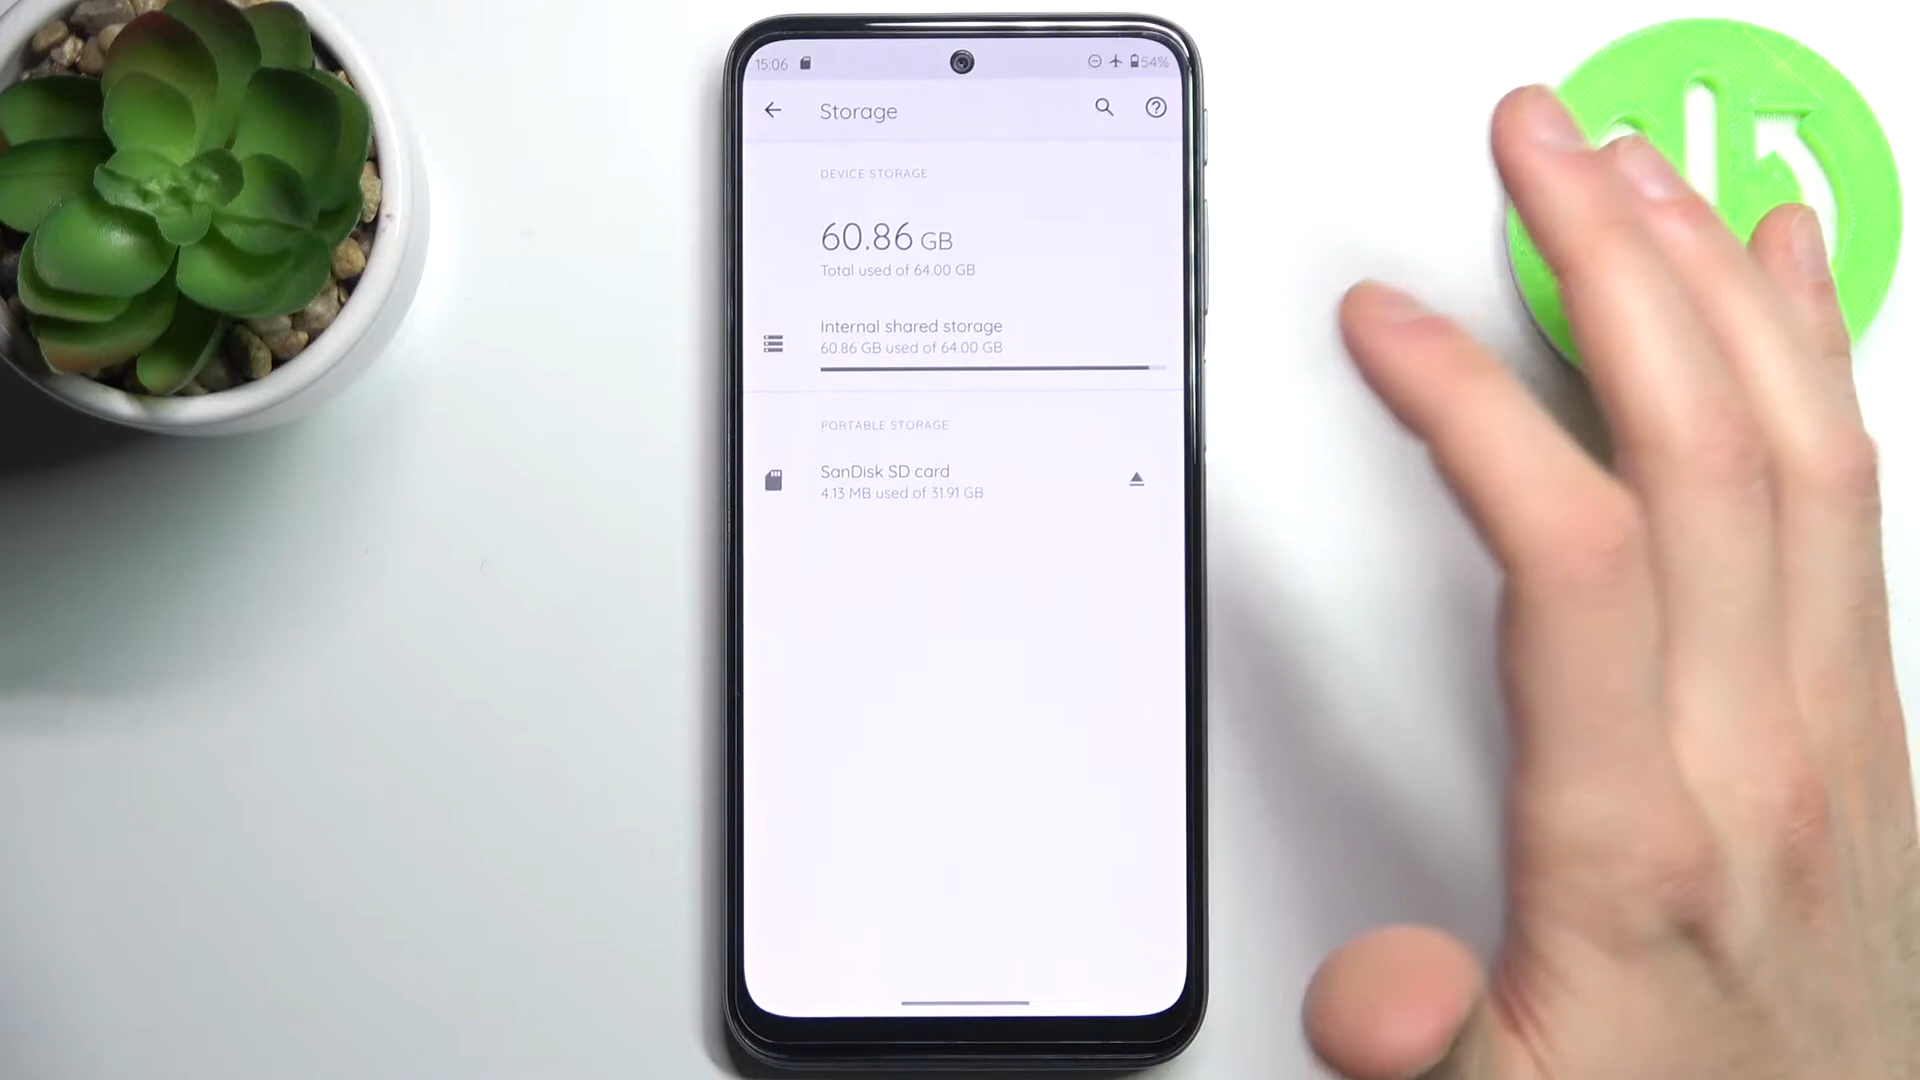 15:06
54%
Storage
DEVICE STORAGE
60.86 GB
Total used of 64.00 GB
Internal shared storage
60.86 GB used of 64.00 GB
PORTABLE STORAGE
SanDisk SD card
4.13 MB used of 31.91 GB